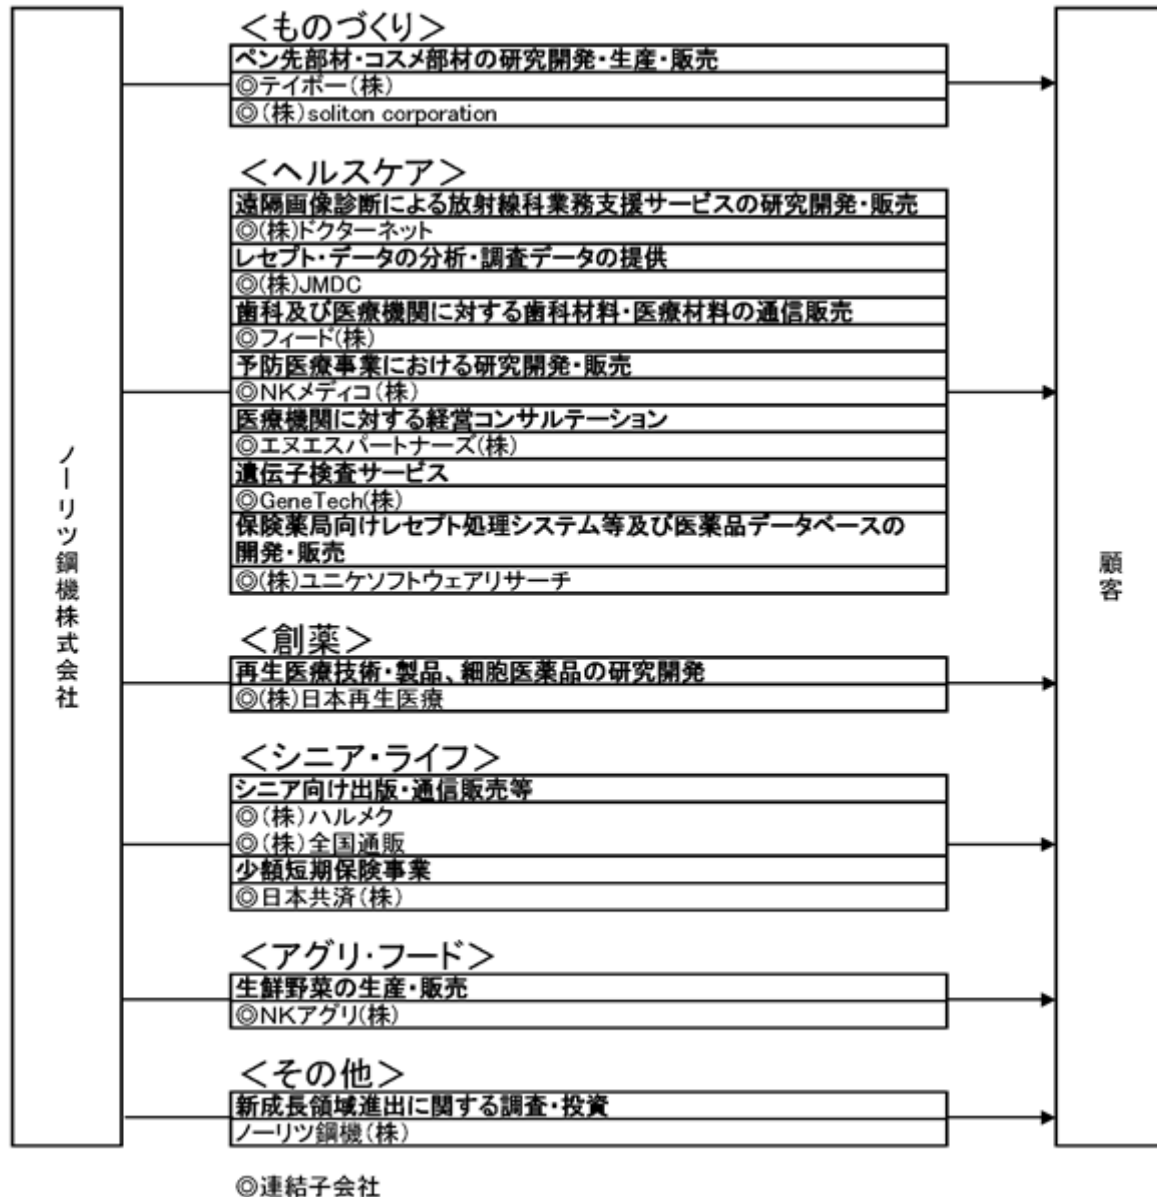 ノーリツ鋼機株式会社
＜ものづくり＞
ペン先部材・コスメ部材の研究開発・生産・販売
◎テイボー（株）
◎（株）soliton corporation
＜ヘルスケア＞
遠隔画像診断による放射線科業務支援サービスの研究開発・販売
◎(株)ドクターネット
レセプト・データの分析・調査データの提供
◎(株)JMDC
歯科及び医療機関に対する歯科材料・医療材料の通信販売
◎フィード(株)
予防医療事業における研究開発・販売
◎NKメディコ（株）
医療機関に対する経営コンサルテーション
◎エヌエスパートナーズ(株)
遺伝子検査サービス
◎GeneTech(株)
保険薬局向けレセプト処理システム等及び医薬品データベースの
開発・販売
◎(株)ユニケソフトウェアリサーチ
＜創薬＞
再生医療技術・製品、細胞医薬品の研究開発
◎(株)日本再生医療
＜シニア・ライフ＞
シニア向け出版・通信販売等
◎（株）ハルメク
◎（株）全国通販
少額短期保険事業
◎日本共済（株）
＜アグリ・フード＞
生鮮野菜の生産・販売
◎NKアグリ(株)
＜その他＞
新成長領域進出に関する調査・投資
ノーリツ鋼機（株）
顧客
◎連結子会社